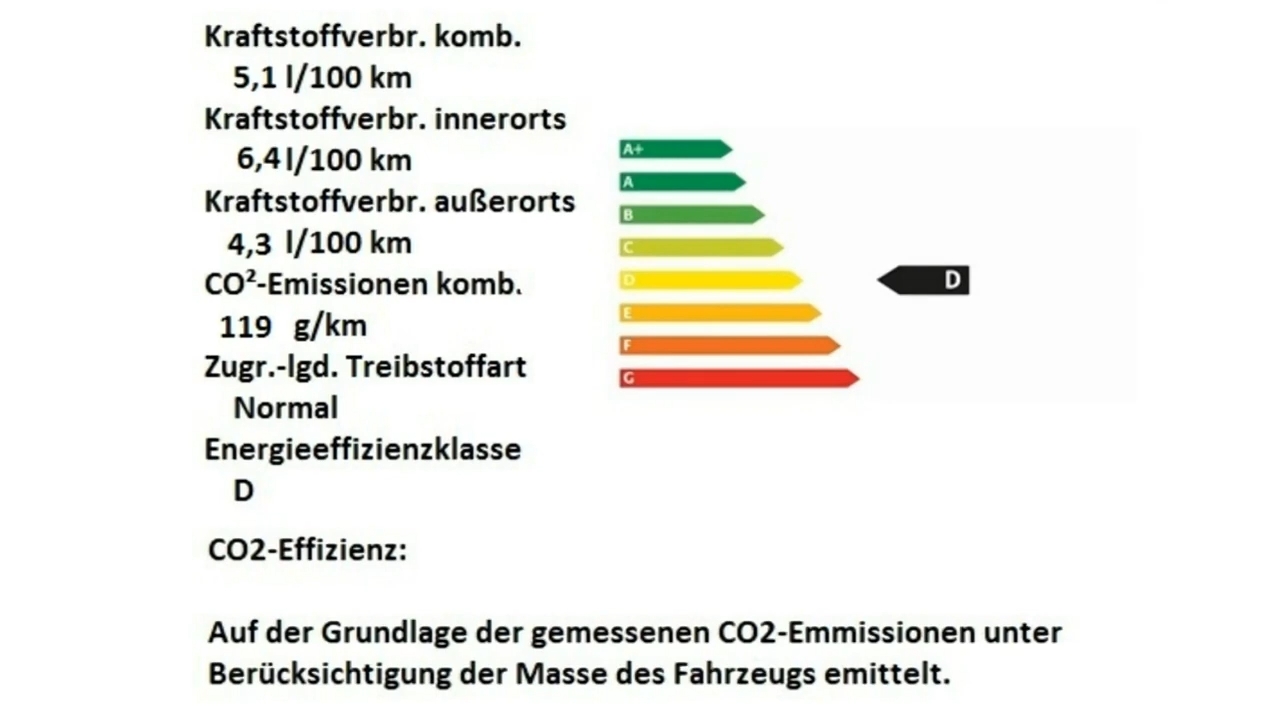 Kraftstoffverbr. komb.
5,1 l/100 km
Kraftstoffverbr. innerorts
6,4 l/100 km
Kraftstoffverbr. außerorts
4,3 l/100 km
CO²-Emissionen komb.
119 g/km
Zugr.-lgd. Treibstoffart
Normal
Energieeffizienzklasse
D
A+
A
B
C
D
D
E
F
G
CO2-Effizienz:
Auf der Grundlage der gemessenen CO2-Emmissionen unter
Berücksichtigung der Masse des Fahrzeugs emittelt.